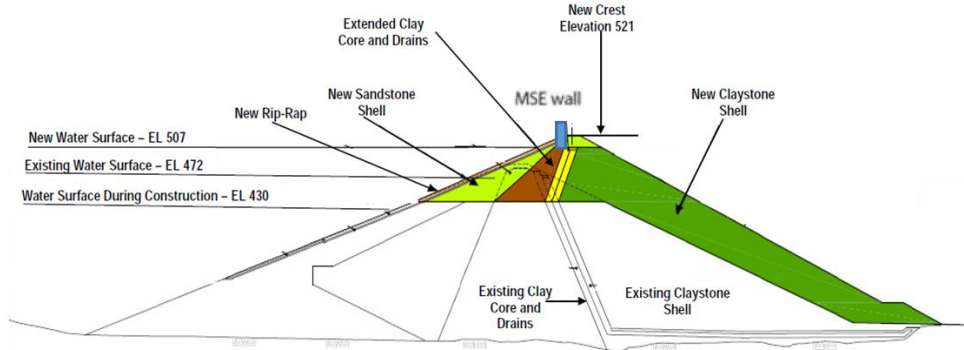 New Crest
Elevation 521
Extended Clay
Core and Drains
MSE wall
New Sandstone
Shell
New Claystone
Shell
New Rip-Rap
New Water Surface – EL 507
Existing Water Surface – EL 472
Water Surface During Construction – EL 430
Existing Clay
Core and
Drains
Existing Claystone
Shell